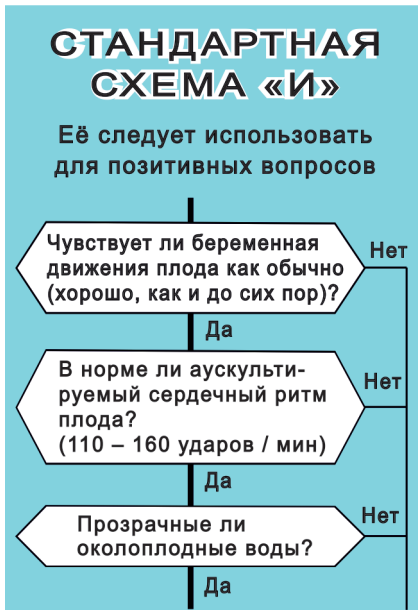 СТАНДАРТНАЯ
СХЕМА «И»
Её следует использовать
для позитивных вопросов
Чувствует ли беременная
движения плода как обычно
(хорошо, как и до сих пор)?
Нет
Да
В норме ли аускульти-
руемый сердечный ритм
плода?
(110 – 160 ударов / мин)
Нет
Да
Прозрачные ли
околоплодные воды?
Нет
Да